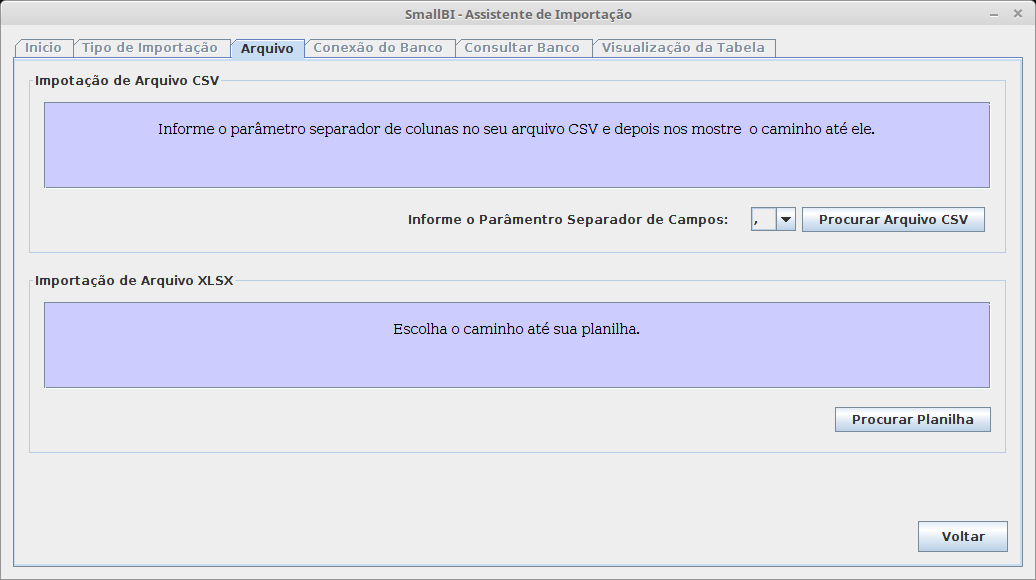 SmallBI - Assistente de Importação
Inicio Tipo de Importação Arquivo Conexão do Banco Consultar Banco Visualização da Tabela
Impotação de Arquivo CSV
Informe o parâmetro separador de colunas no seu arquivo CSV e depois nos mostre  o caminho até ele.
Informe o Parâmentro Separador de Campos: , Procurar Arquivo CSV
Importação de Arquivo XLSX
Escolha o caminho até sua planilha.
Procurar Planilha
Voltar